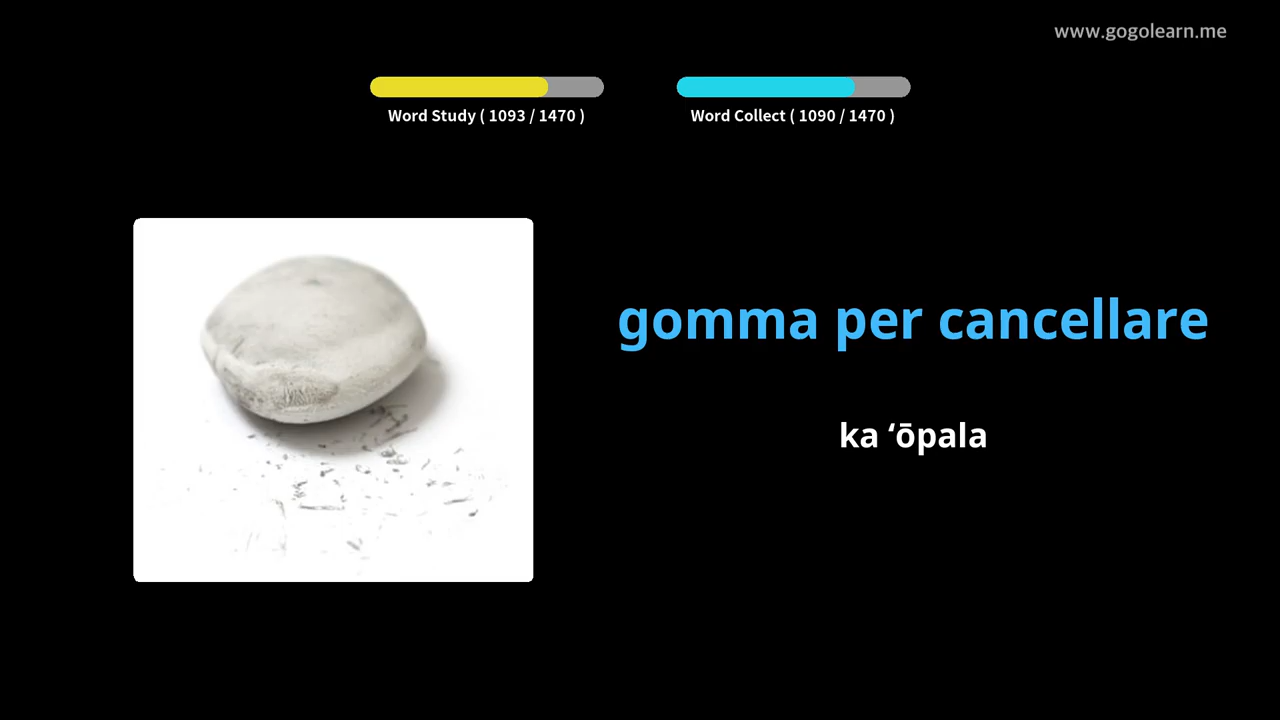 www.gogolearn.me
Word Study ( 1093 / 1470 )
Word Collect ( 1090 / 1470 )
gomma per cancellare
ka ʻōpala